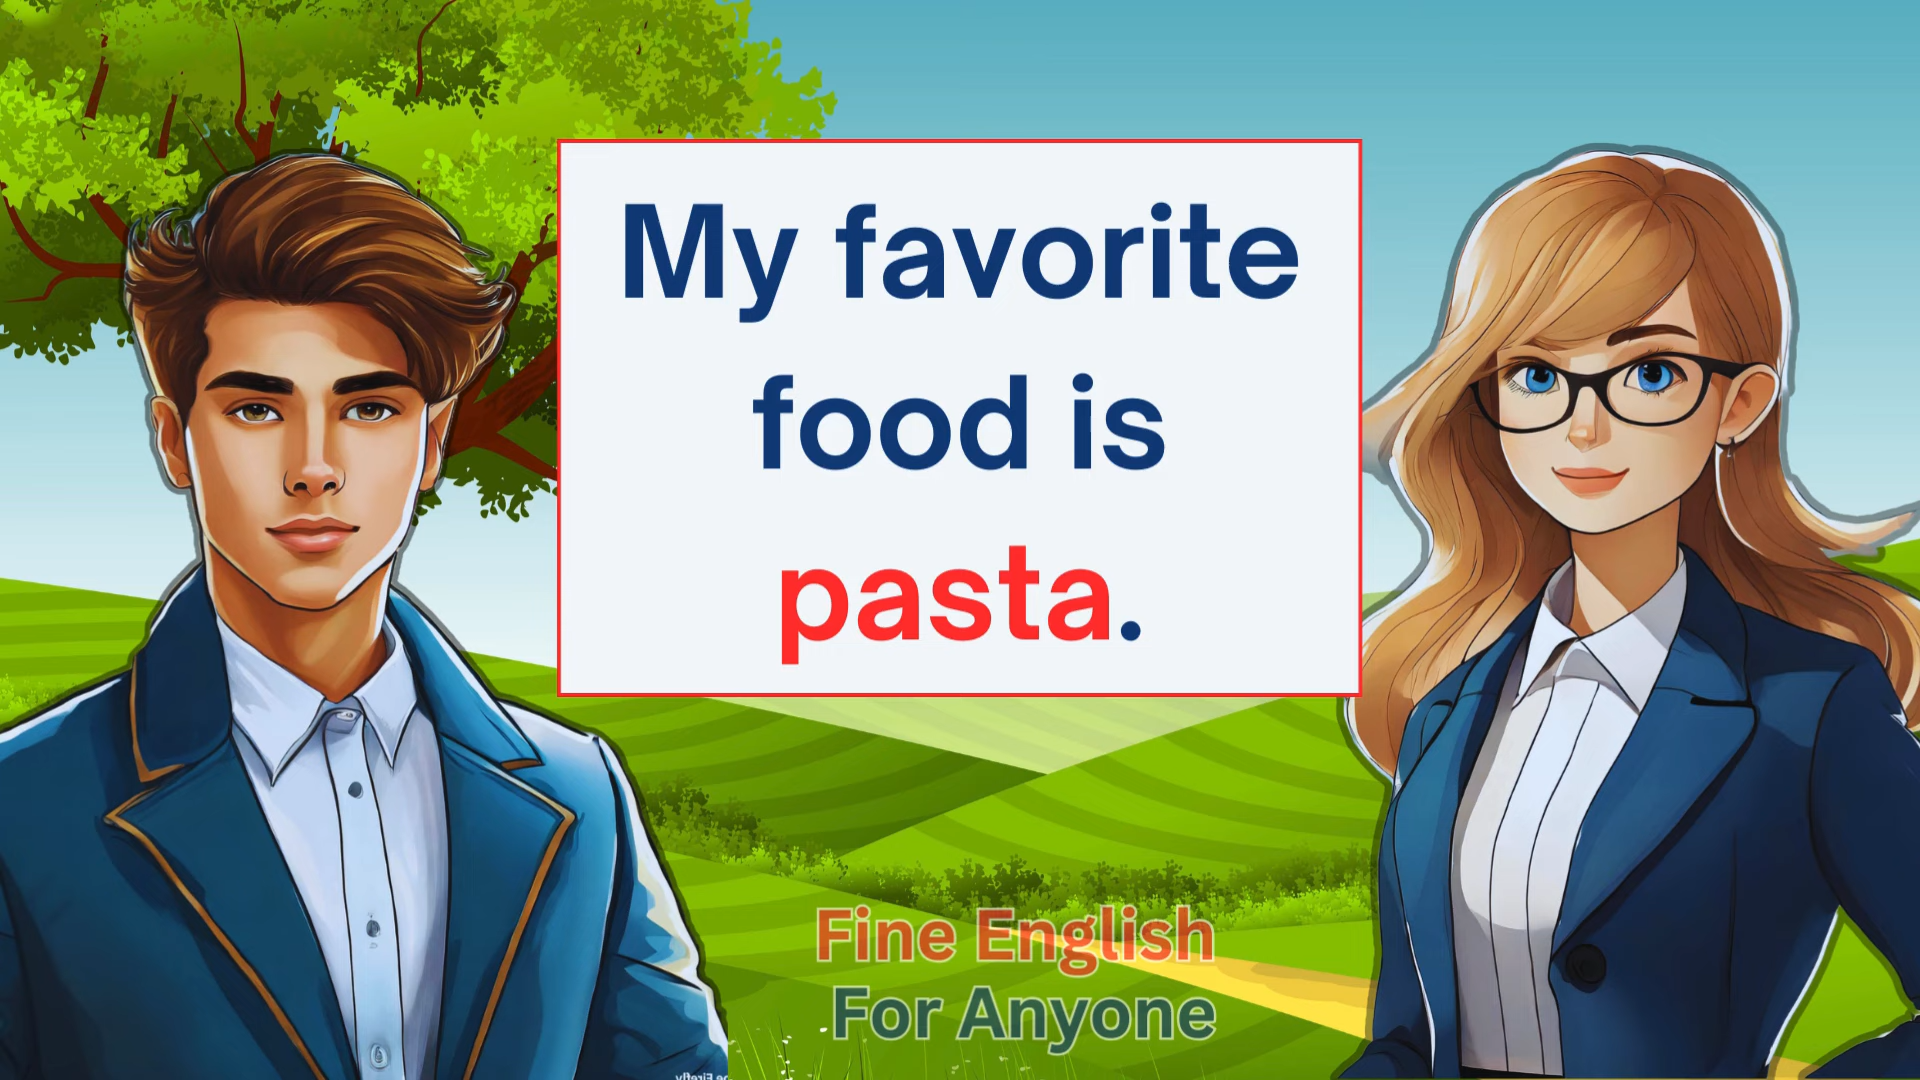 My favorite
food is
pasta.
Fine English
For Anyone